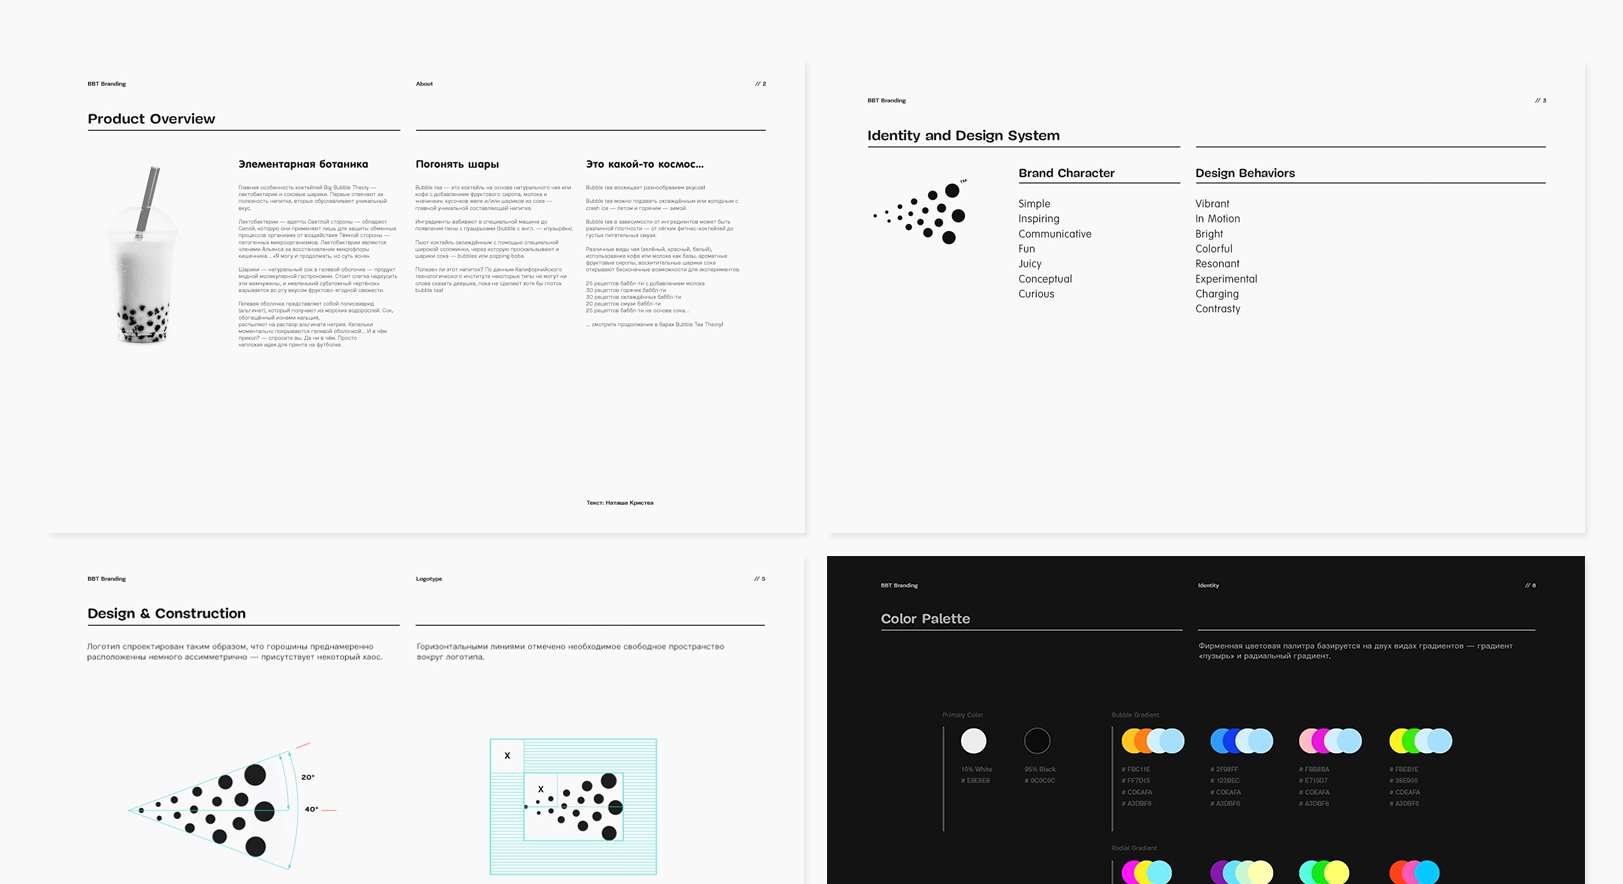 BBT Branding
About
// 2
Product Overview
Элементарная ботаника
Главная особенность коктейлей Big Bubble Theory —
лактобактерии и соковые шарики. Первые отвечают за
полезность напитка, вторые обуславливают уникальный
вкус.
Лактобактерии — адепты Светлой стороны — обладают
Силой, которую они применяют лишь для защиты обменных
процессов организма от воздействия Тёмной стороны —
патогенных микроорганизмов. Лактобактерии являются
членами Альянса за восстановление микрофлоры
кишечника... «Я могу и продолжать, но суть ясна».
Шарики — натуральный сок в гелевой оболочке — продукт
модной молекулярной гастрономии. Стоит слегка надкусить
эти жемчужины, и «маленький субатомный чертёнок»
взрывается во рту вкусом фруктово-ягодной свежести.
Гелевая оболочка представляет собой полисахарид
(альгинат), который получают из морских водорослей. Сок,
обогащённый ионами кальция,
распыляют на раствор альгината натрия. Капельки
моментально покрываются гелевой оболочкой... И в чём
прикол? — спросите вы. Да ни в чём. Просто
неплохая идея для принта на футболке.
Погонять шары
Bubble tea — это коктейль на основе натурального чая или
кофе с добавлением фруктового сиропа, молока и
«начинки»: кусочков желе и/или шариков из сока —
главной уникальной составляющей напитка.
Ингредиенты взбивают в специальной машине до
появления пены с пузырьками (bubble с англ. — «пузырёк»).
Пьют коктейль охлаждённым с помощью специальной
широкой соломинки, через которую проскальзывают и
шарики сока — bubbles или popping boba.
Полезен ли этот напиток? По данным Калифорнийского
технологического института некоторые типы не могут ни
слова сказать девушке, пока не сделают хотя бы глоток
bubble tea!
Это какой-то космос...
Bubble tea восхищает разнообразием вкусов!
Bubble tea можно подавать охлаждённым или холодным с
crash ice — летом и горячим — зимой.
Bubble tea в зависимости от ингредиентов может быть
различной плотности — от лёгких фитнес-коктейлей до
густых питательных смузи.
Различные виды чая (зелёный, красный, белый),
использование кофе или молока как базы, ароматные
фруктовые сиропы, восхитительные шарики сока
открывают бесконечные возможности для экспериментов.
25 рецептов баббл-ти с добавлением молока
30 рецептов горячих баббл-ти
30 рецептов охлаждённых баббл-ти
20 рецептов смузи баббл-ти
25 рецептов баббл-ти на основе сока...
... смотрите продолжение в барах Bubble Tea Theory!
Текст: Наташа Кристеа
BBT Branding
// 3
Identity and Design System
TM
Brand Character
Simple
Inspiring
Communicative
Fun
Juicy
Conceptual
Curious
Design Behaviors
Vibrant
In Motion
Bright
Colorful
Resonant
Experimental
Charging
Contrasty
BBT Branding
Logotype
// 5
Design & Construction
Логотип спроектирован таким образом, что горошины преднамеренно
расположенны немного ассимметрично — присутствует некоторый хаос.
Горизонтальными линиями отмечено необходимое свободное пространство
вокруг логотипа.
20°
40°
X
X
BBT Branding
Identity
// 8
Color Palette
Фирменная цветовая палитра базируется на двух видах градиентов — градиент
«пузырь» и радиальный градиент.
Primary Color
10% White
# E8E8E8
95% Black
# 0C0C0C
Bubble Gradient
# FBC11E
# FF7D15
# CDEAFA
# A3DBF6
# 2F98FF
# 123BEC
# CDEAFA
# A3DBF6
# FBB8BA
# E715D7
# CDEAFA
# A3DBF6
# FBEB1E
# 38E900
# CDEAFA
# A3DBF6
Radial Gradient